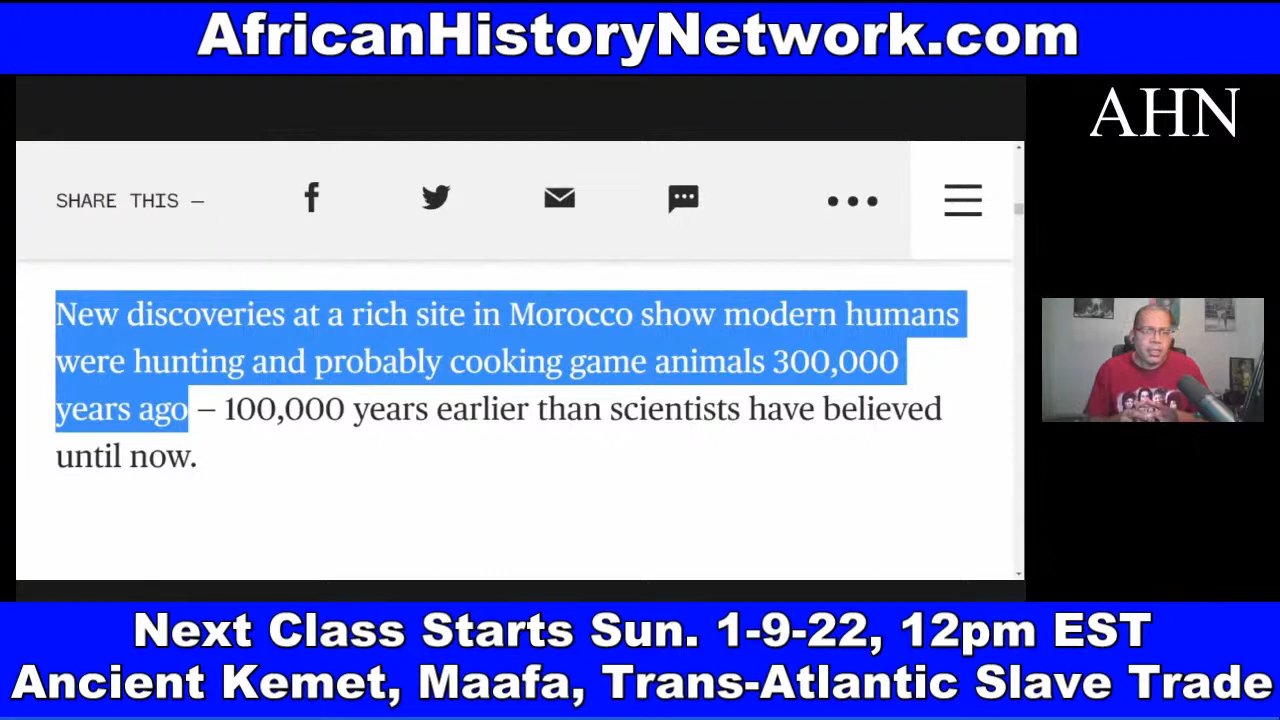 AfricanHistoryNetwork.com
AHN
SHARE THIS —
New discoveries at a rich site in Morocco show modern humans
were hunting and probably cooking game animals 300,000
years ago — 100,000 years earlier than scientists have believed
until now.
Next Class Starts Sun. 1-9-22, 12pm EST
Ancient Kemet, Maafa, Trans-Atlantic Slave Trade